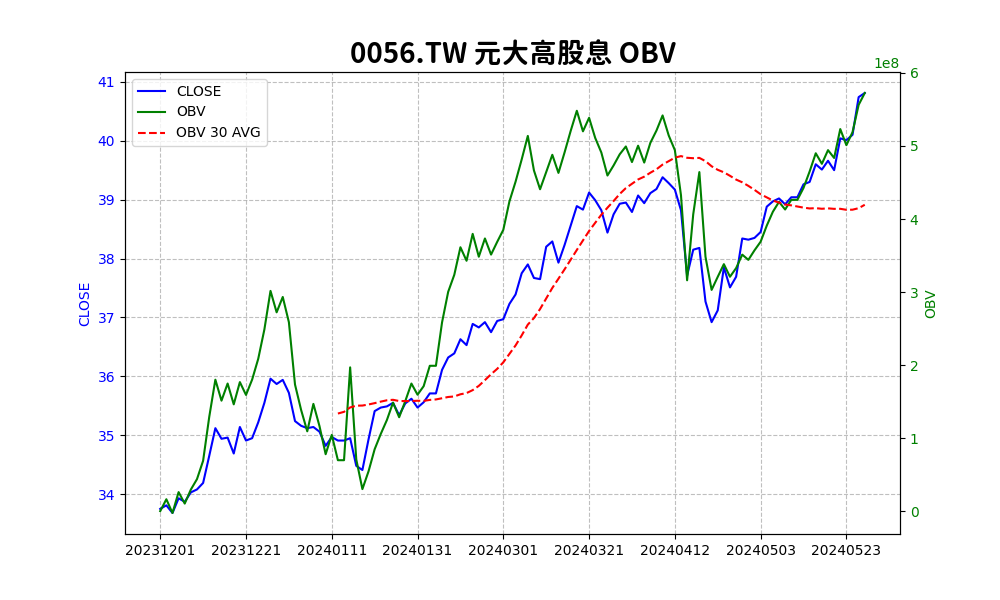 0056.TW 元大高股息 OBV
1e8
CLOSE
OBV
OBV 30 AVG
41
40
39
38
37
36
35
34
CLOSE
6
5
4
3
2
1
0
OBV
20231201 20231221 20240111 20240131 20240301 20240321 20240412 20240503 20240523